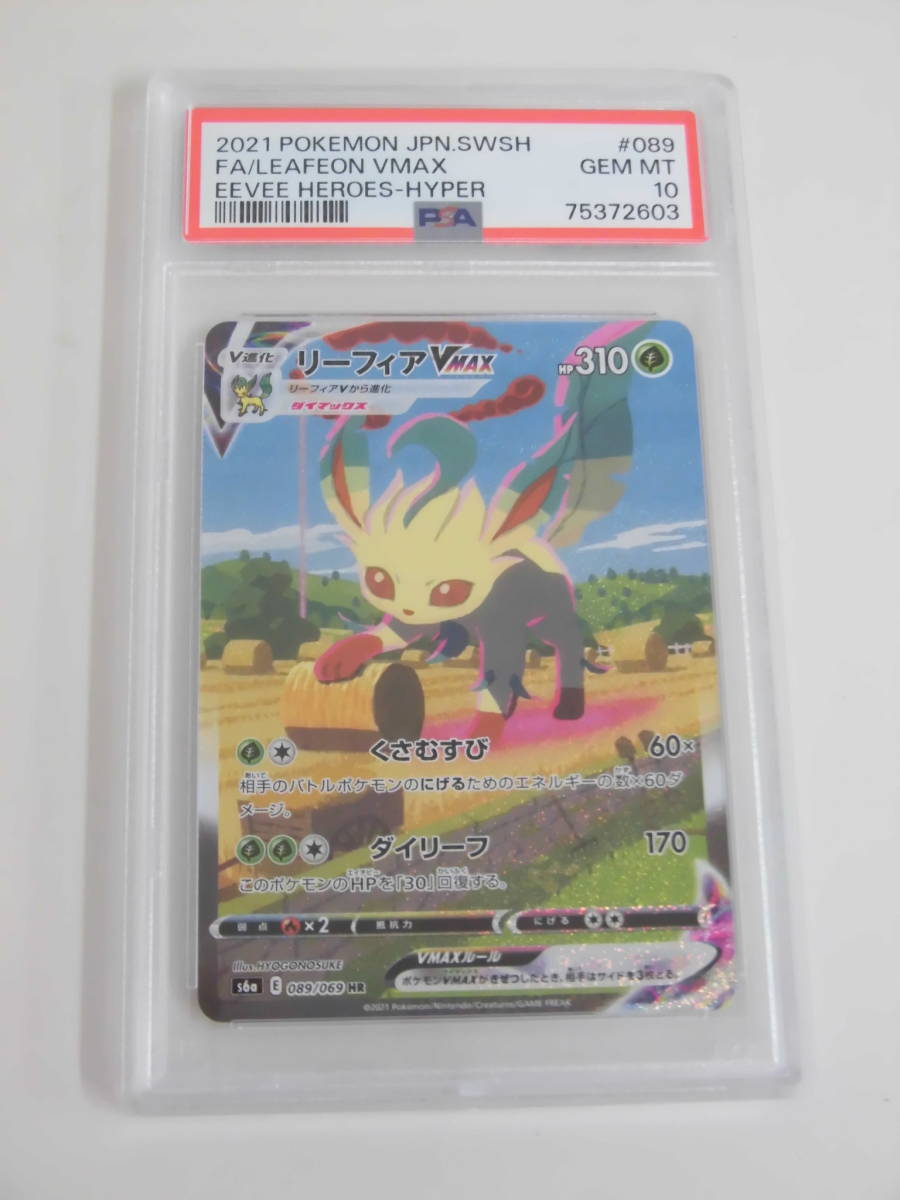 2021 POKEMON JPN.SWSH #089
FA/LEAFEON VMAX GEM MT
EEVEE HEROES-HYPER 10
PSA 75372603
V進化 リーフィアVMAX HP310
リーフィアVから進化
ダイマックス
くさむすび 60×
相手のバトルポケモンのにげるためのエネルギーの数×60ダ
メージ。
ダイリーフ 170
このポケモンのHPを「30」回復する。
弱点 ×2 抵抗力 にげる
Illus. HYOGONOSUKE
VMAXルール
ポケモンVMAXがきぜつしたとき、相手はサイドを3枚とる。
s6a E 089/069 HR
©2021 Pokémon/Nintendo/Creatures/GAME FREAK